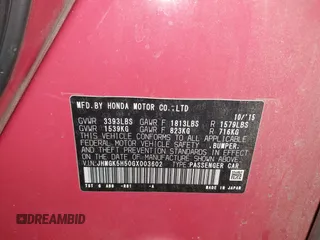 MFD.BY HONDA MOTOR CO.,LTD 10/'15
GVWR 3393LBS GAWR F 1813LBS R 1579LBS
GVWR 1539KG GAWR F 823KG R 716KG
THIS VEHICLE CONFORMS TO ALL APPLICABLE
FEDERAL MOTOR VEHICLE SAFETY, BUMPER,
AND THEFT PREVENTION STANDARDS IN EFFECT
ON THE DATE OF MANUFACTURE SHOWN ABOVE.
VIN: JHMGK5H50GX003602 TYPE: PASSENGER CAR
MADE IN JAPAN
DREAMBID